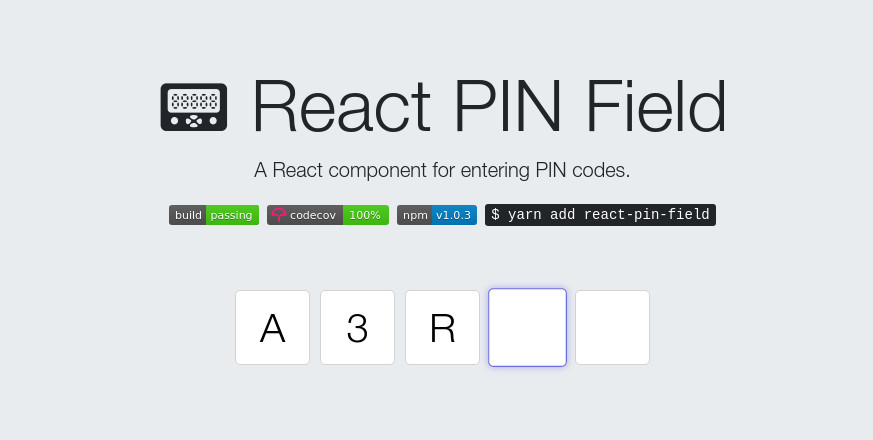 React PIN Field
A React component for entering PIN codes.
build passing codecov 100% npm v1.0.3 $ yarn add react-pin-field
A 3 R